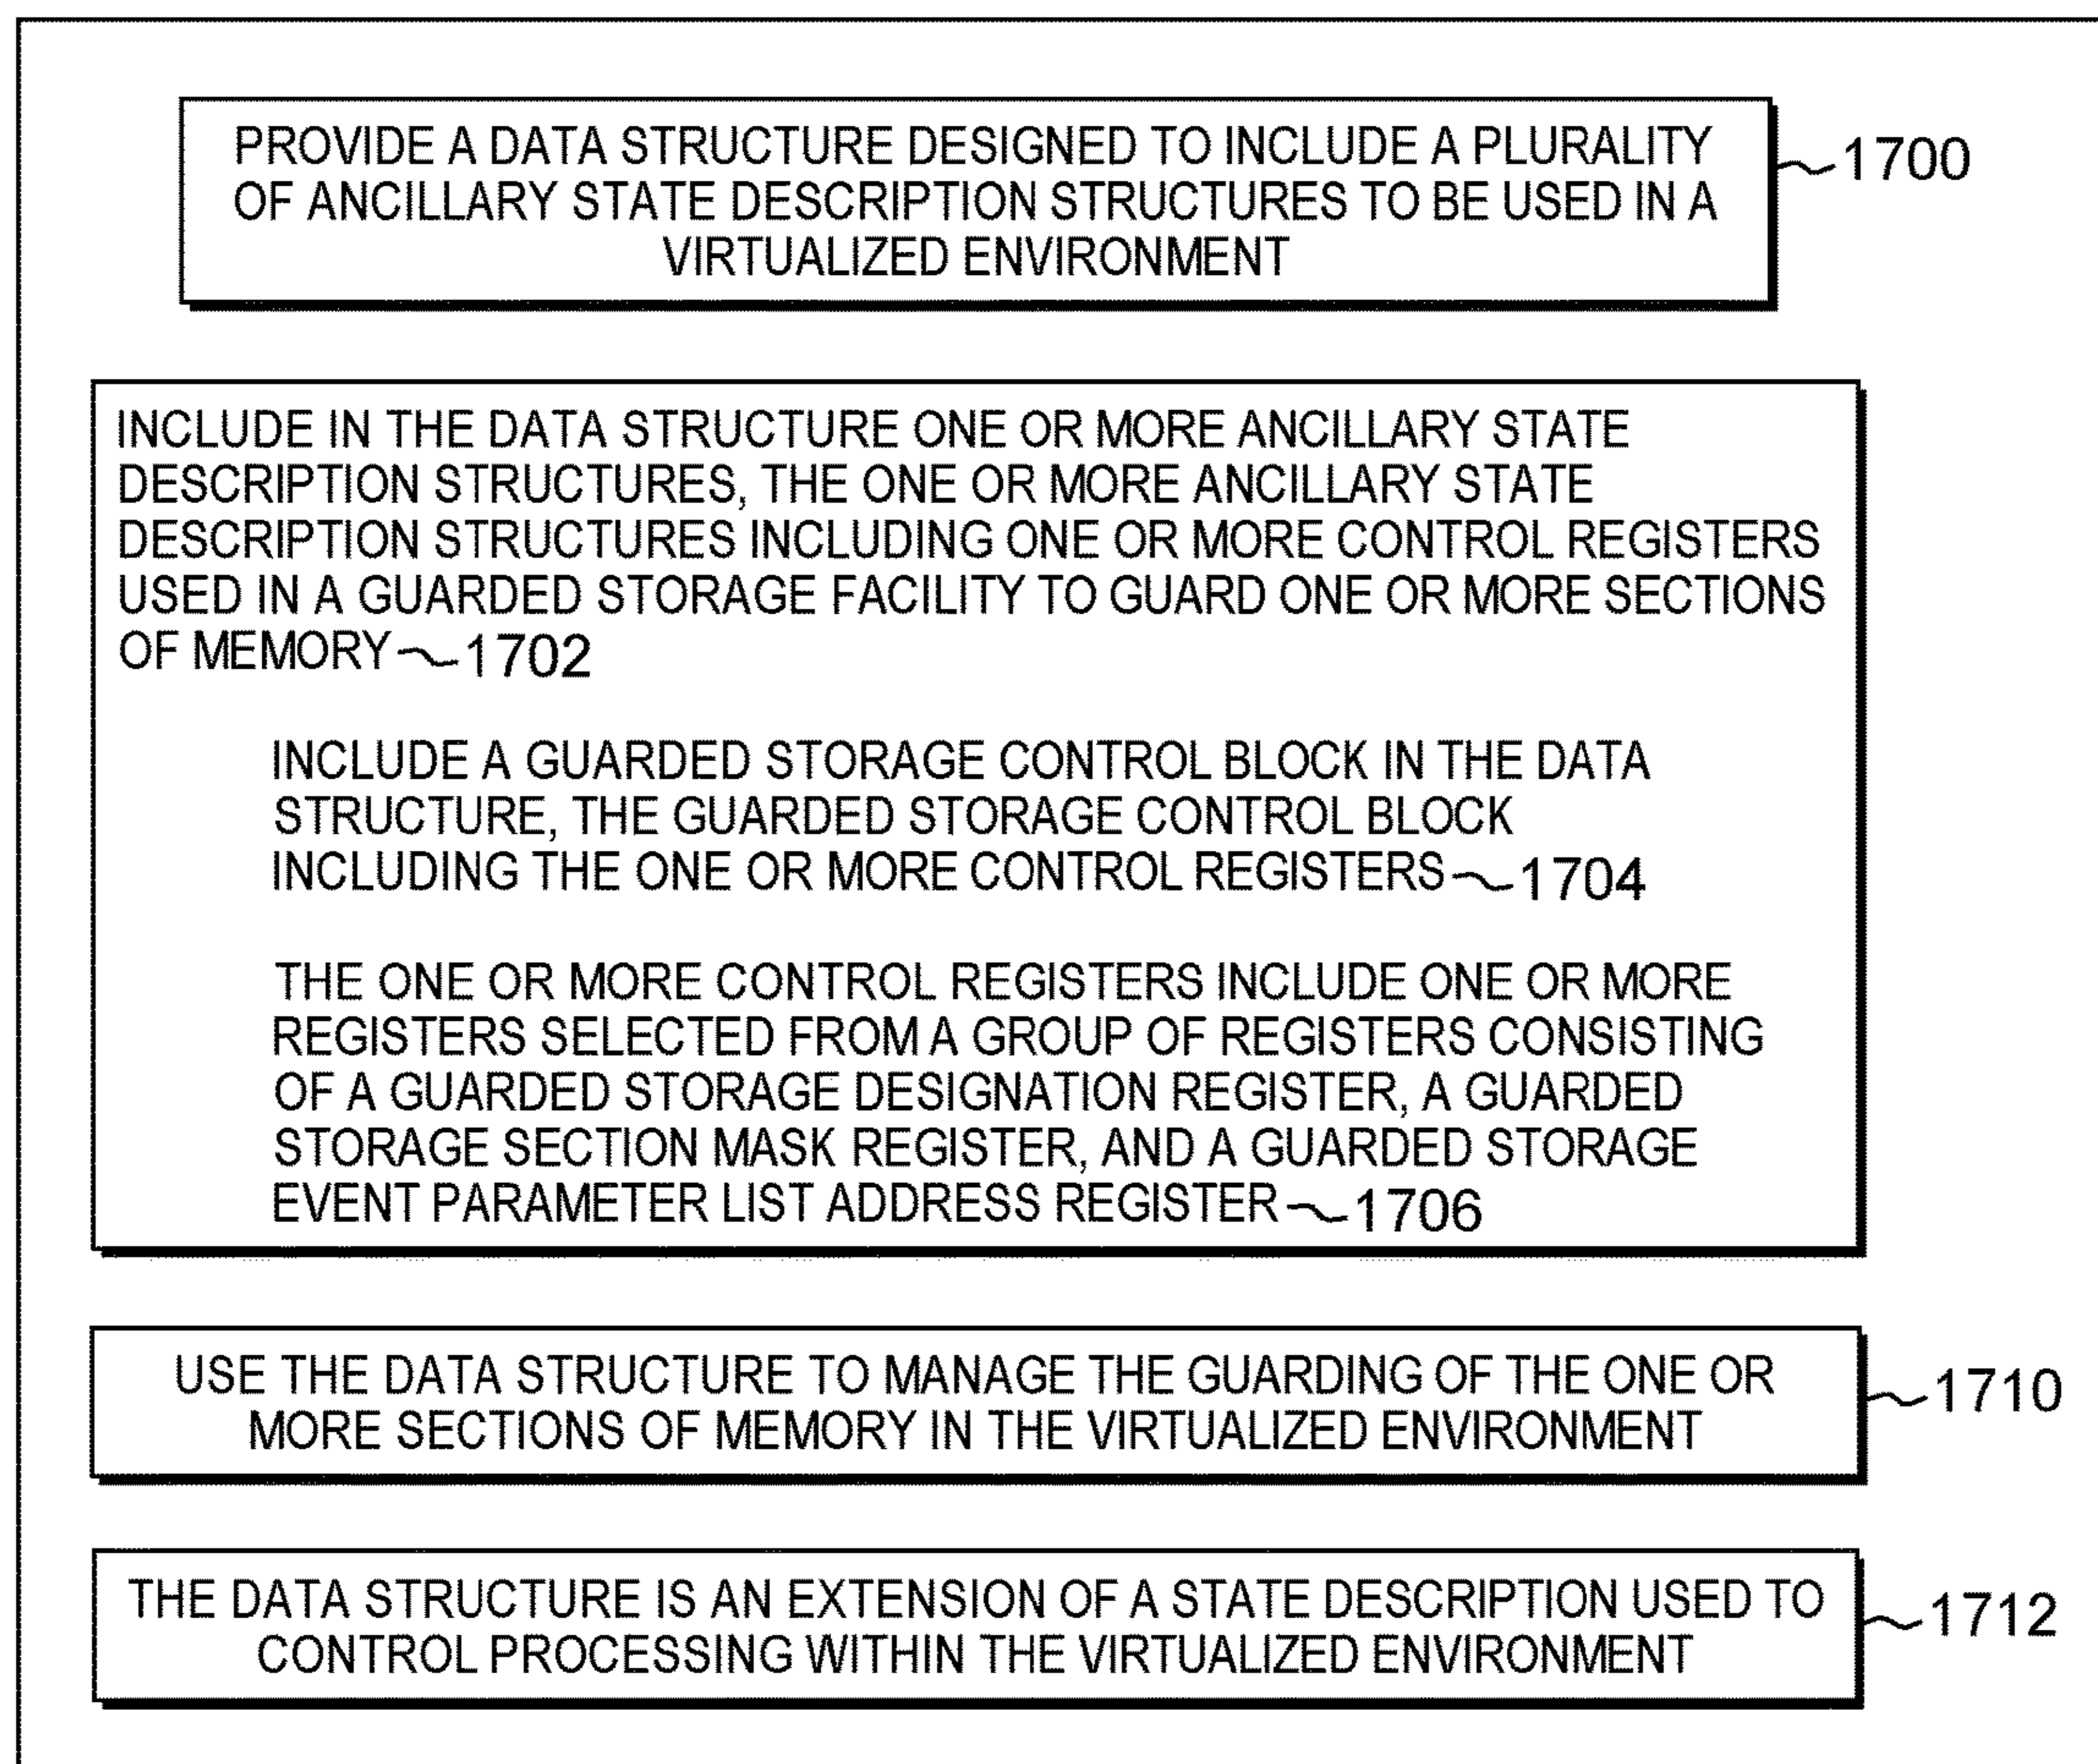 PROVIDE A DATA STRUCTURE DESIGNED TO INCLUDE A PLURALITY
OF ANCILLARY STATE DESCRIPTION STRUCTURES TO BE USED IN A
VIRTUALIZED ENVIRONMENT
1700
INCLUDE IN THE DATA STRUCTURE ONE OR MORE ANCILLARY STATE
DESCRIPTION STRUCTURES, THE ONE OR MORE ANCILLARY STATE
DESCRIPTION STRUCTURES INCLUDING ONE OR MORE CONTROL REGISTERS
USED IN A GUARDED STORAGE FACILITY TO GUARD ONE OR MORE SECTIONS
OF MEMORY 1702
INCLUDE A GUARDED STORAGE CONTROL BLOCK IN THE DATA
STRUCTURE, THE GUARDED STORAGE CONTROL BLOCK
INCLUDING THE ONE OR MORE CONTROL REGISTERS 1704
THE ONE OR MORE CONTROL REGISTERS INCLUDE ONE OR MORE
REGISTERS SELECTED FROM A GROUP OF REGISTERS CONSISTING
OF A GUARDED STORAGE DESIGNATION REGISTER, A GUARDED
STORAGE SECTION MASK REGISTER, AND A GUARDED STORAGE
EVENT PARAMETER LIST ADDRESS REGISTER 1706
USE THE DATA STRUCTURE TO MANAGE THE GUARDING OF THE ONE OR
MORE SECTIONS OF MEMORY IN THE VIRTUALIZED ENVIRONMENT
1710
THE DATA STRUCTURE IS AN EXTENSION OF A STATE DESCRIPTION USED TO
CONTROL PROCESSING WITHIN THE VIRTUALIZED ENVIRONMENT
1712